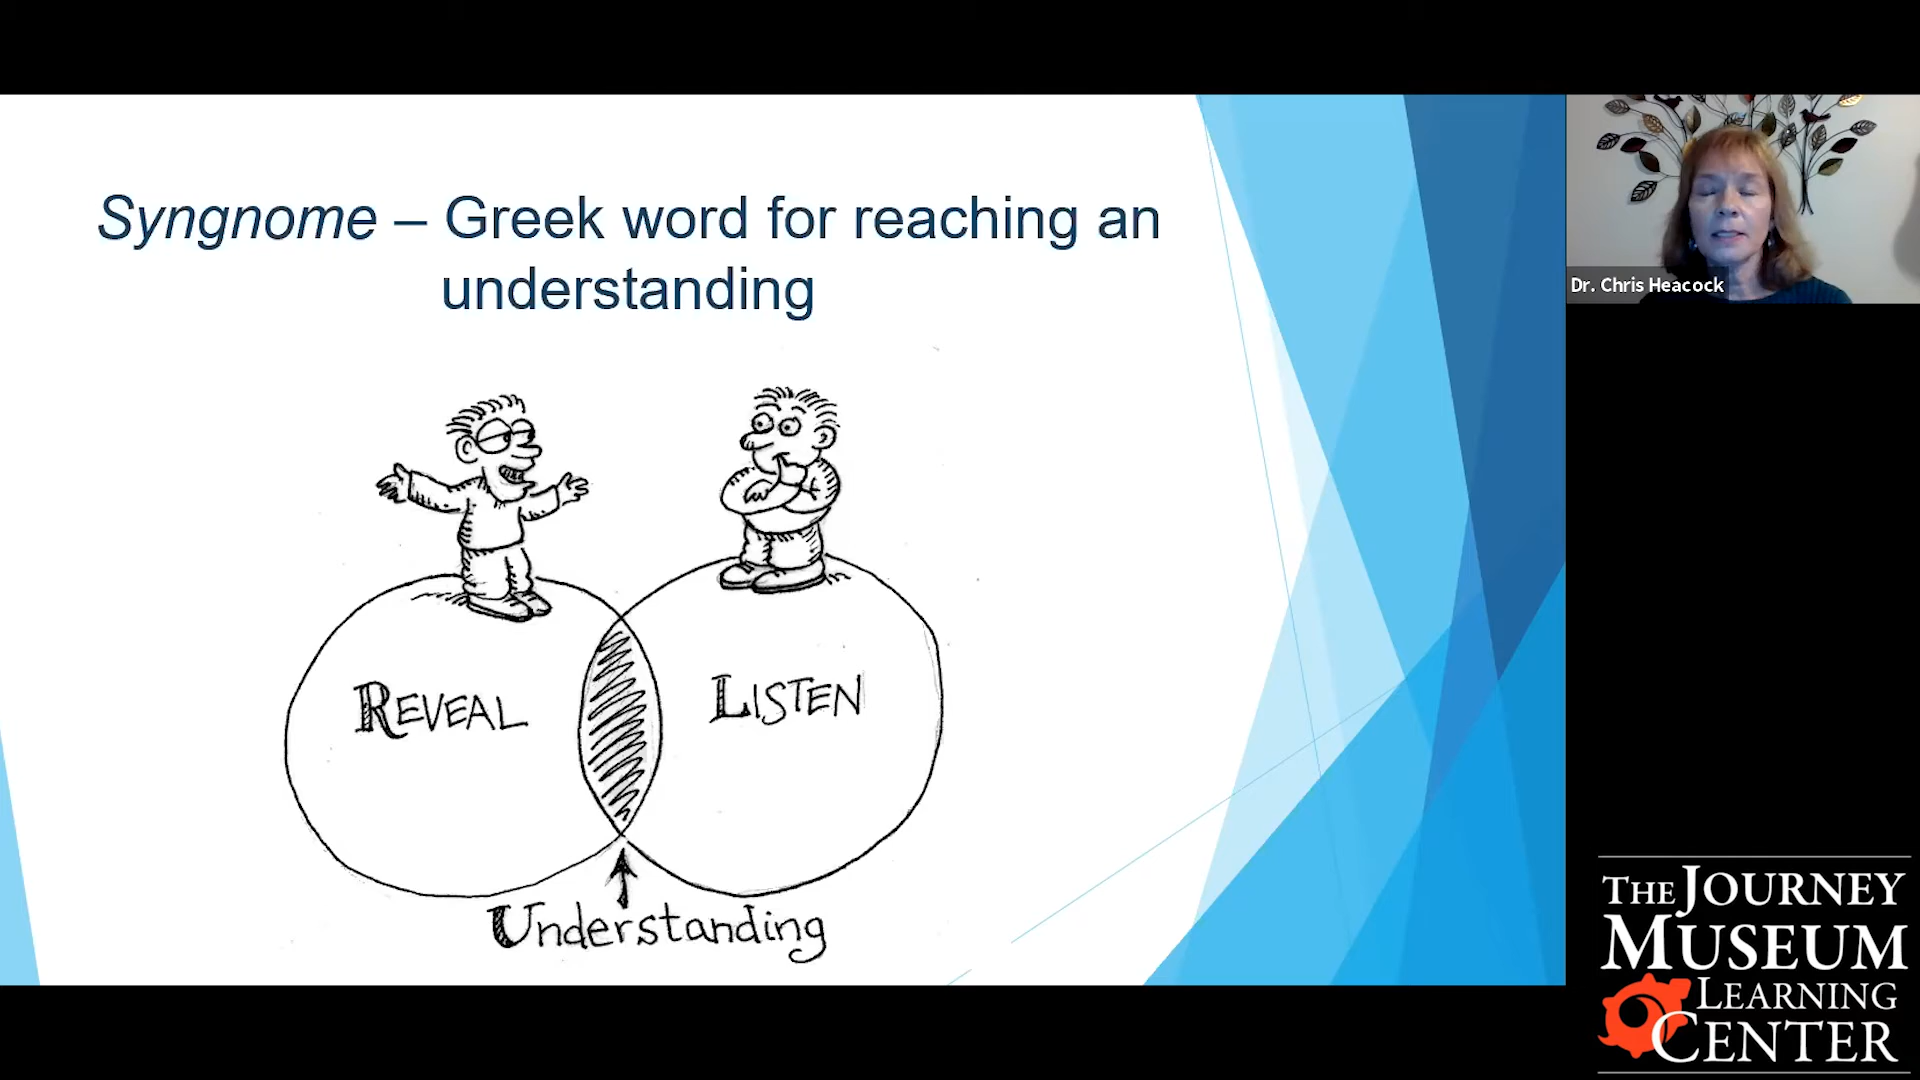 Syngnome – Greek word for reaching an
understanding
REVEAL
LISTEN
Understanding
Dr. Chris Heacock
THE JOURNEY
MUSEUM
LEARNING
CENTER